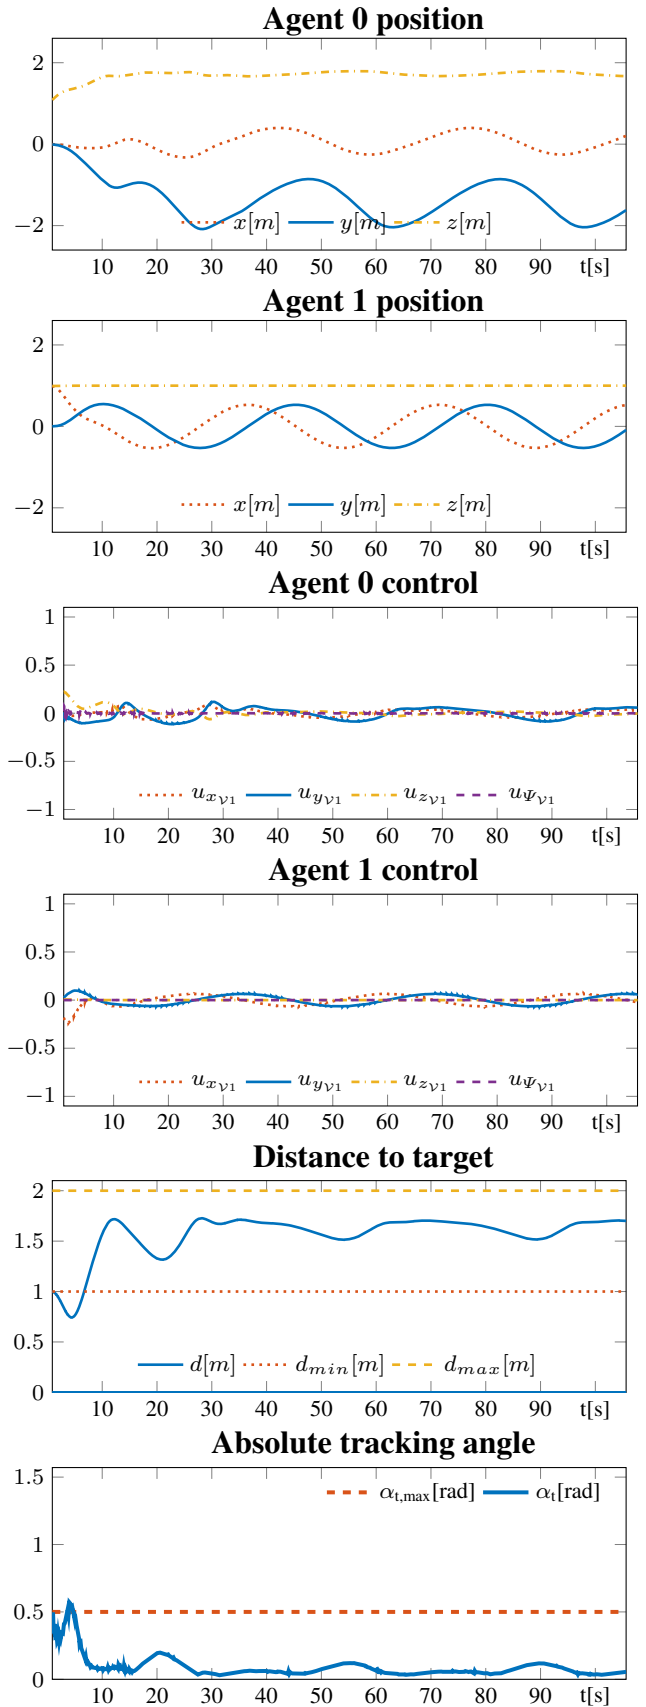 Agent 0 position
2
0
−2
x[m] y[m] z[m]
10 20 30 40 50 60 70 80 90 t[s]
Agent 1 position
2
0
−2
x[m] y[m] z[m]
10 20 30 40 50 60 70 80 90 t[s]
Agent 0 control
1
0.5
0
−0.5
−1
u_{x_{𝒱1}} u_{y_{𝒱1}} u_{z_{𝒱1}} u_{Ψ_{𝒱1}}
10 20 30 40 50 60 70 80 90 t[s]
Agent 1 control
1
0.5
0
−0.5
−1
u_{x_{𝒱1}} u_{y_{𝒱1}} u_{z_{𝒱1}} u_{Ψ_{𝒱1}}
10 20 30 40 50 60 70 80 90 t[s]
Distance to target
2
1.5
1
0.5
d[m] d_{min}[m] d_{max}[m]
0
10 20 30 40 50 60 70 80 90 t[s]
Absolute tracking angle
1.5
α_{t,max}[rad] α_{t}[rad]
1
0.5
0
10 20 30 40 50 60 70 80 90 t[s]